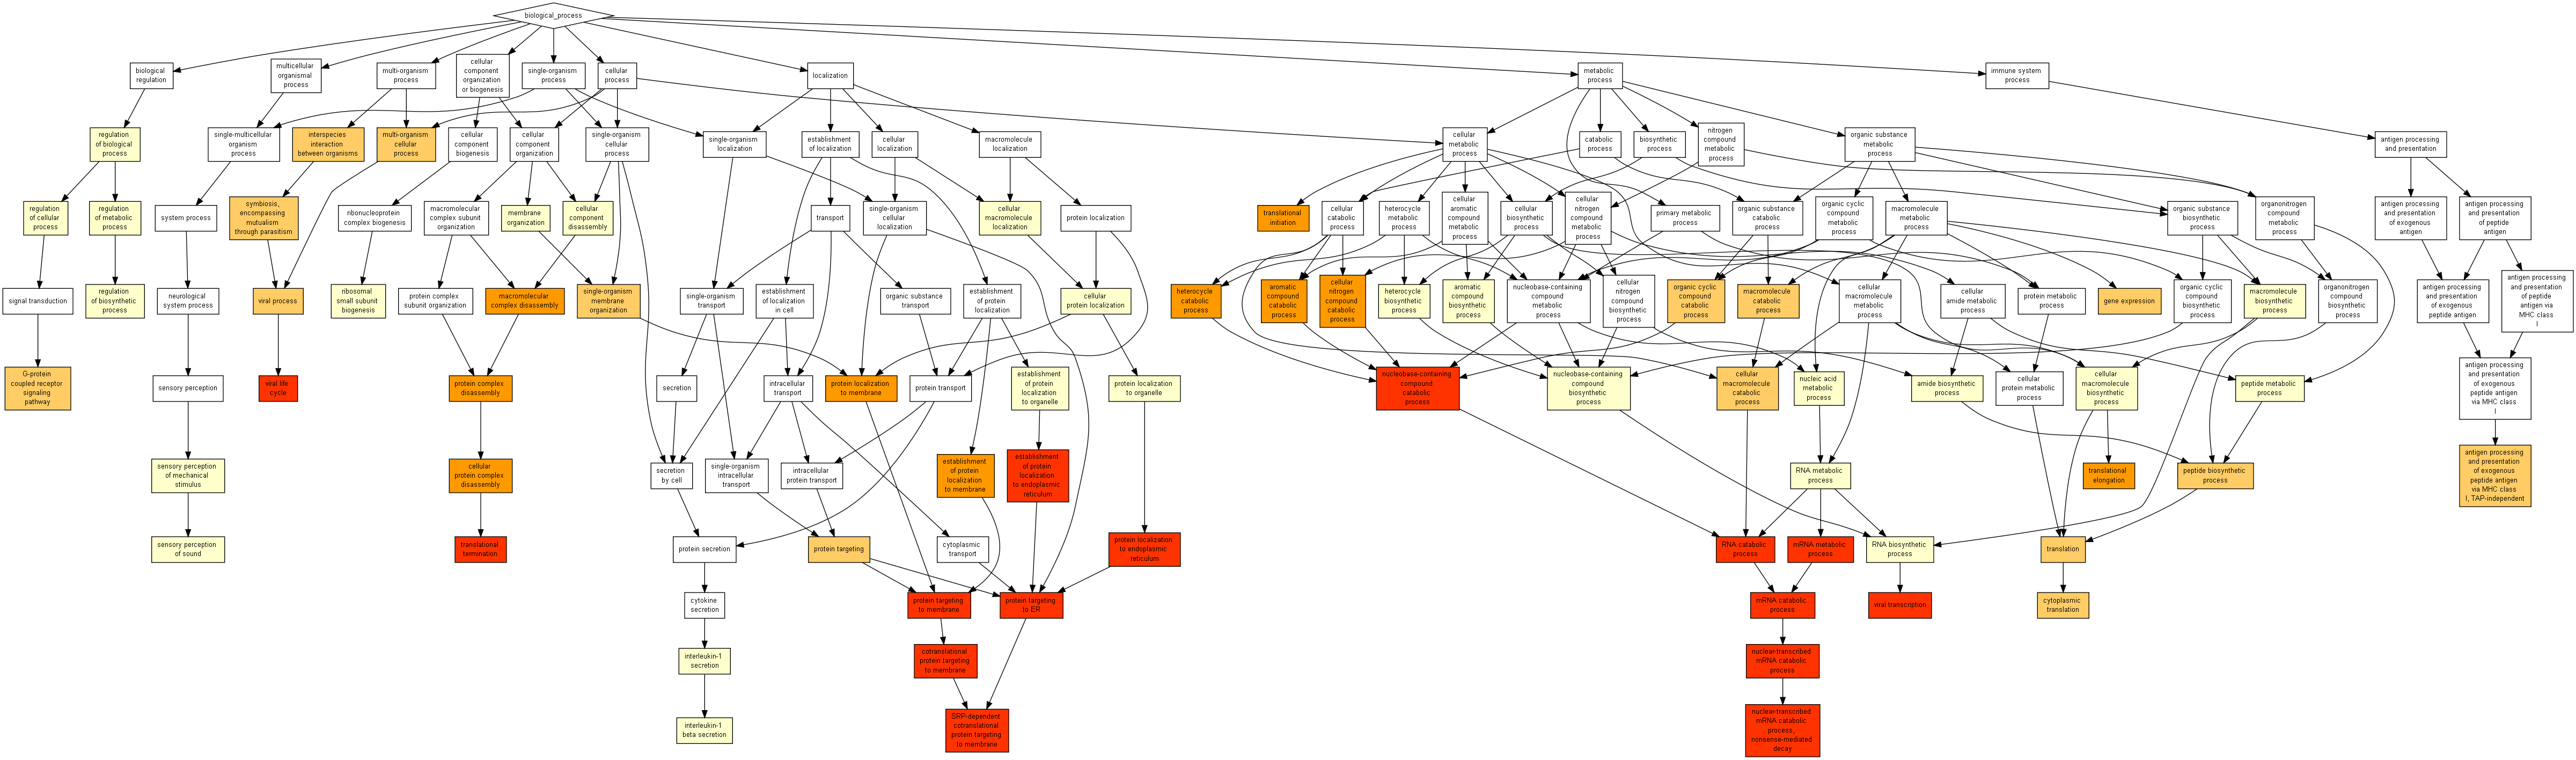 biological_process
biological
regulation
multicellular
organismal
process
multi-organism
process
cellular
component
organization
or biogenesis
single-organism
process
cellular
process
localization
metabolic
process
immune system
process
regulation
of biological
process
single-multicellular
organism
process
interspecies
interaction
between organisms
multi-organism
cellular
process
cellular
component
biogenesis
cellular
component
organization
single-organism
cellular
process
single-organism
localization
establishment
of localization
cellular
localization
macromolecule
localization
cellular
metabolic
process
catabolic
process
biosynthetic
process
nitrogen
compound
metabolic
process
organic substance
metabolic
process
antigen processing
and presentation
regulation
of cellular
process
regulation
of metabolic
process
system process
symbiosis,
encompassing
mutualism
through parasitism
ribonucleoprotein
complex biogenesis
macromolecular
complex subunit
organization
membrane
organization
cellular
component
disassembly
transport
single-organism
cellular
localization
cellular
macromolecule
localization
protein localization
translational
initiation
cellular
catabolic
process
heterocycle
metabolic
process
cellular
aromatic
compound
metabolic
process
cellular
biosynthetic
process
cellular
nitrogen
compound
metabolic
process
primary metabolic
process
organic substance
catabolic
process
organic cyclic
compound
metabolic
process
macromolecule
metabolic
process
organic substance
biosynthetic
process
organonitrogen
compound
metabolic
process
antigen processing
and presentation
of exogenous
antigen
antigen processing
and presentation
of peptide
antigen
signal transduction
regulation
of biosynthetic
process
neurological
system process
viral process
ribosomal
small subunit
biogenesis
protein complex
subunit organization
macromolecular
complex disassembly
single-organism
membrane
organization
single-organism
transport
establishment
of localization
in cell
organic substance
transport
establishment
of protein
localization
cellular
protein localization
heterocycle
catabolic
process
aromatic
compound
catabolic
process
cellular
nitrogen
compound
catabolic
process
heterocycle
biosynthetic
process
aromatic
compound
biosynthetic
process
nucleobase-containing
compound
metabolic
process
cellular
nitrogen
compound
biosynthetic
process
organic cyclic
compound
catabolic
process
macromolecule
catabolic
process
cellular
macromolecule
metabolic
process
cellular
amide metabolic
process
protein metabolic
process
gene expression
organic cyclic
compound
biosynthetic
process
macromolecule
biosynthetic
process
organonitrogen
compound
biosynthetic
process
antigen processing
and presentation
of exogenous
peptide antigen
antigen processing
and presentation
of peptide
antigen via
MHC class
I
G-protein
coupled receptor
signaling
pathway
sensory perception
viral life
cycle
protein complex
disassembly
secretion
intracellular
transport
protein localization
to membrane
protein transport
establishment
of protein
localization
to organelle
protein localization
to organelle
nucleobase-containing
compound
catabolic
process
nucleobase-containing
compound
biosynthetic
process
cellular
macromolecule
catabolic
process
nucleic acid
metabolic
process
amide biosynthetic
process
cellular
protein metabolic
process
cellular
macromolecule
biosynthetic
process
peptide metabolic
process
antigen processing
and presentation
of exogenous
peptide antigen
via MHC class
I
sensory perception
of mechanical
stimulus
cellular
protein complex
disassembly
secretion
by cell
single-organism
intracellular
transport
intracellular
protein transport
establishment
of protein
localization
to membrane
establishment
of protein
localization
to endoplasmic
reticulum
RNA metabolic
process
translational
elongation
peptide biosynthetic
process
antigen processing
and presentation
of exogenous
peptide antigen
via MHC class
I, TAP-independent
sensory perception
of sound
translational
termination
protein secretion
protein targeting
cytoplasmic
transport
protein localization
to endoplasmic
reticulum
RNA catabolic
process
mRNA metabolic
process
RNA biosynthetic
process
translation
cytokine
secretion
protein targeting
to membrane
protein targeting
to ER
mRNA catabolic
process
viral transcription
cytoplasmic
translation
interleukin-1
secretion
cotranslational
protein targeting
to membrane
nuclear-transcribed
mRNA catabolic
process
interleukin-1
beta secretion
SRP-dependent
cotranslational
protein targeting
to membrane
nuclear-transcribed
mRNA catabolic
process,
nonsense-mediated
decay